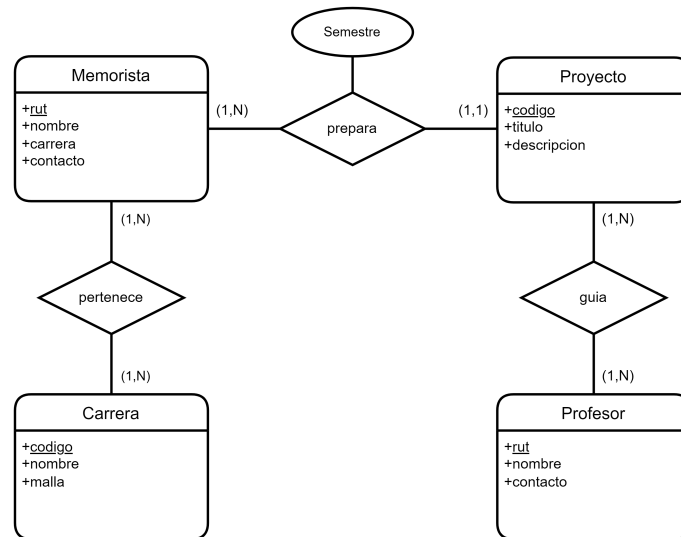 Semestre
Memorista
+rut
+nombre
+carrera
+contacto
(1,N)
prepara
(1,1)
Proyecto
+codigo
+titulo
+descripcion
(1,N)
pertenece
(1,N)
(1,N)
guia
(1,N)
Carrera
+codigo
+nombre
+malla
Profesor
+rut
+nombre
+contacto